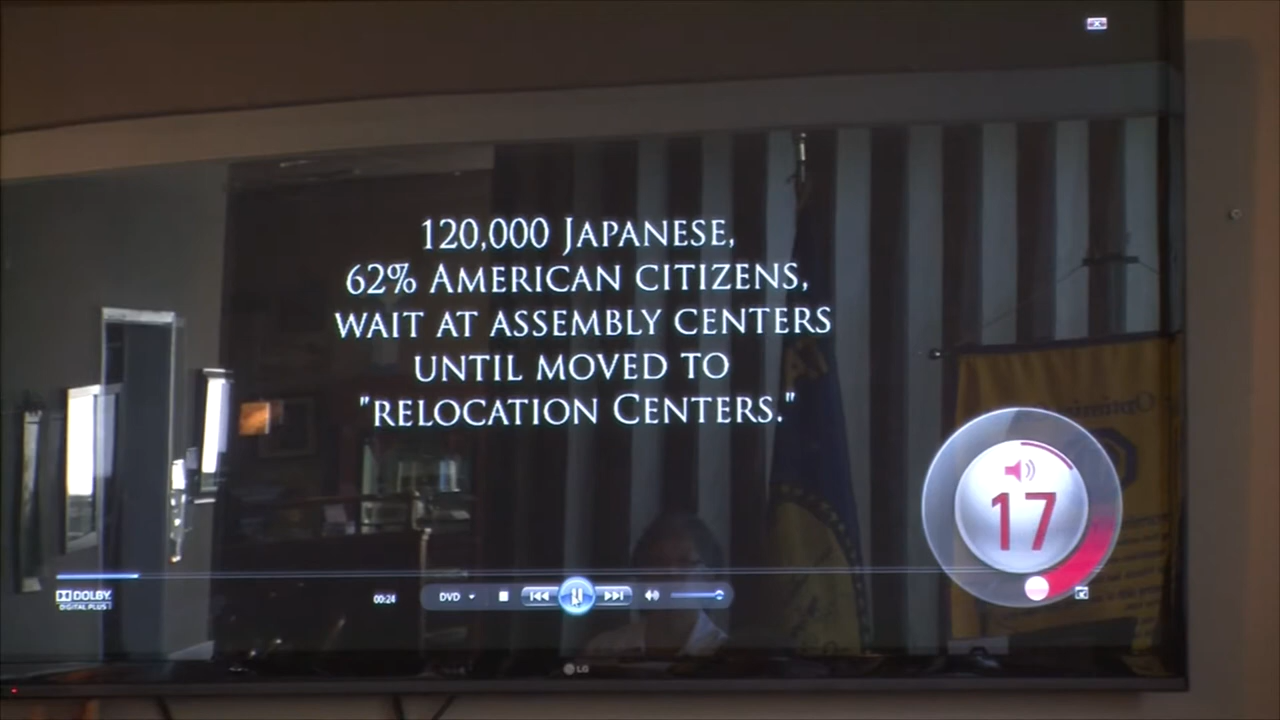 120,000 Japanese,
62% American citizens,
wait at assembly centers
until moved to
"relocation Centers."
17
DOLBY
DIGITAL PLUS
00:24
DVD
LG
Optimis